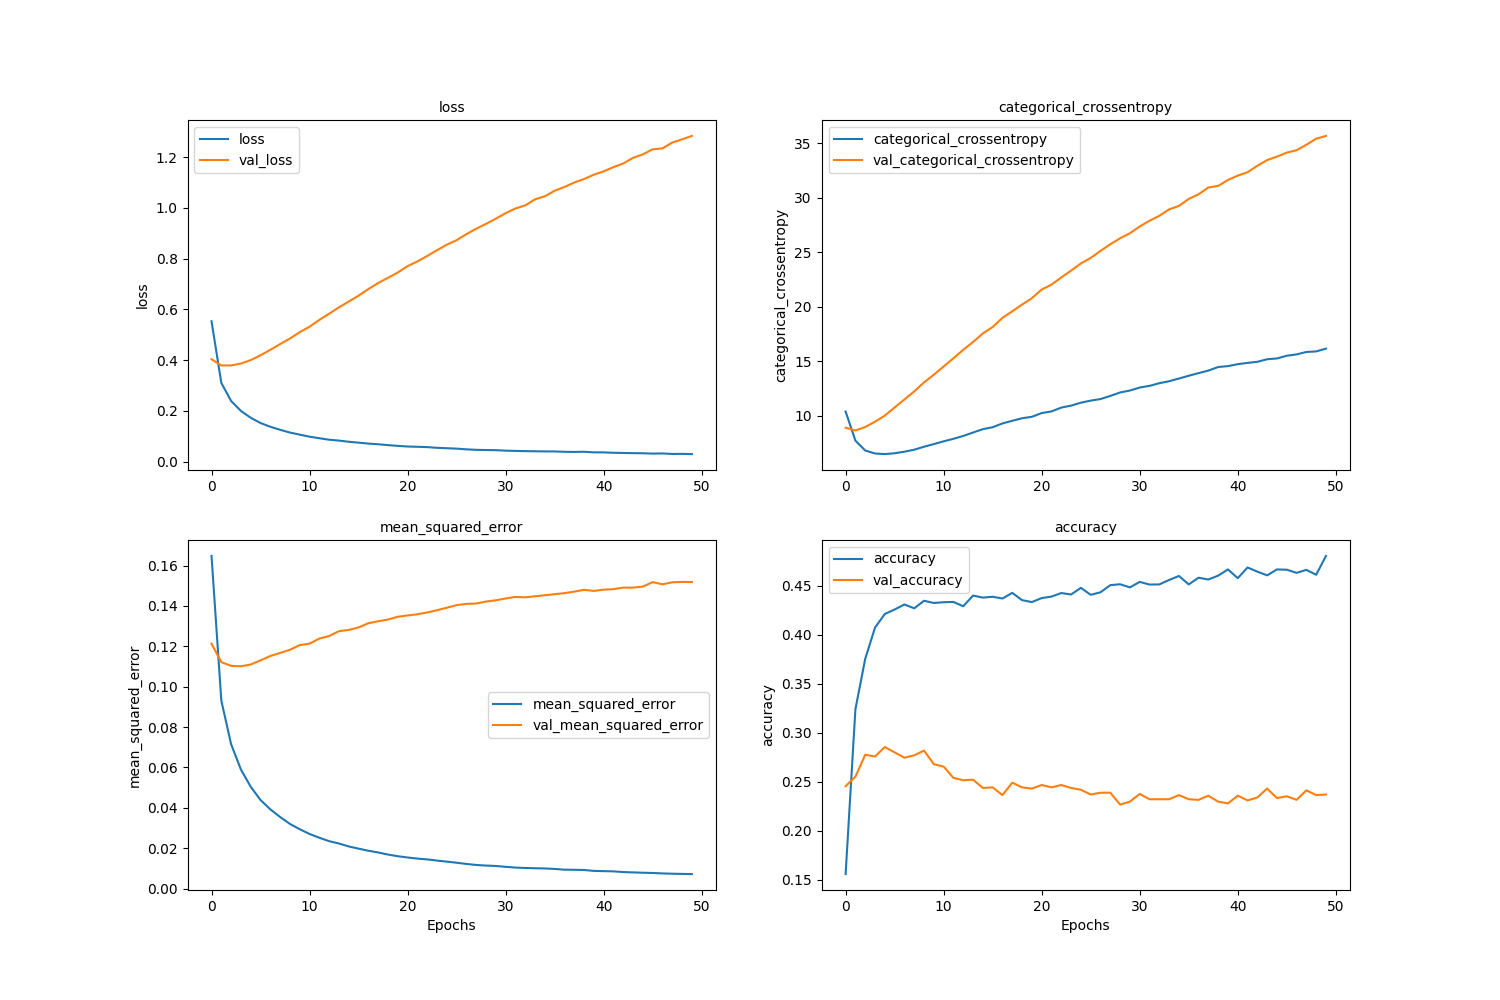 loss
loss
val_loss
loss
1.2
1.0
0.8
0.6
0.4
0.2
0.0
0 10 20 30 40 50
categorical_crossentropy
categorical_crossentropy
val_categorical_crossentropy
categorical_crossentropy
35
30
25
20
15
10
0 10 20 30 40 50
mean_squared_error
mean_squared_error
0.16
0.14
0.12
0.10
0.08
0.06
0.04
0.02
0.00
mean_squared_error
val_mean_squared_error
0 10 20 30 40 50
Epochs
accuracy
accuracy
val_accuracy
accuracy
0.45
0.40
0.35
0.30
0.25
0.20
0.15
0 10 20 30 40 50
Epochs